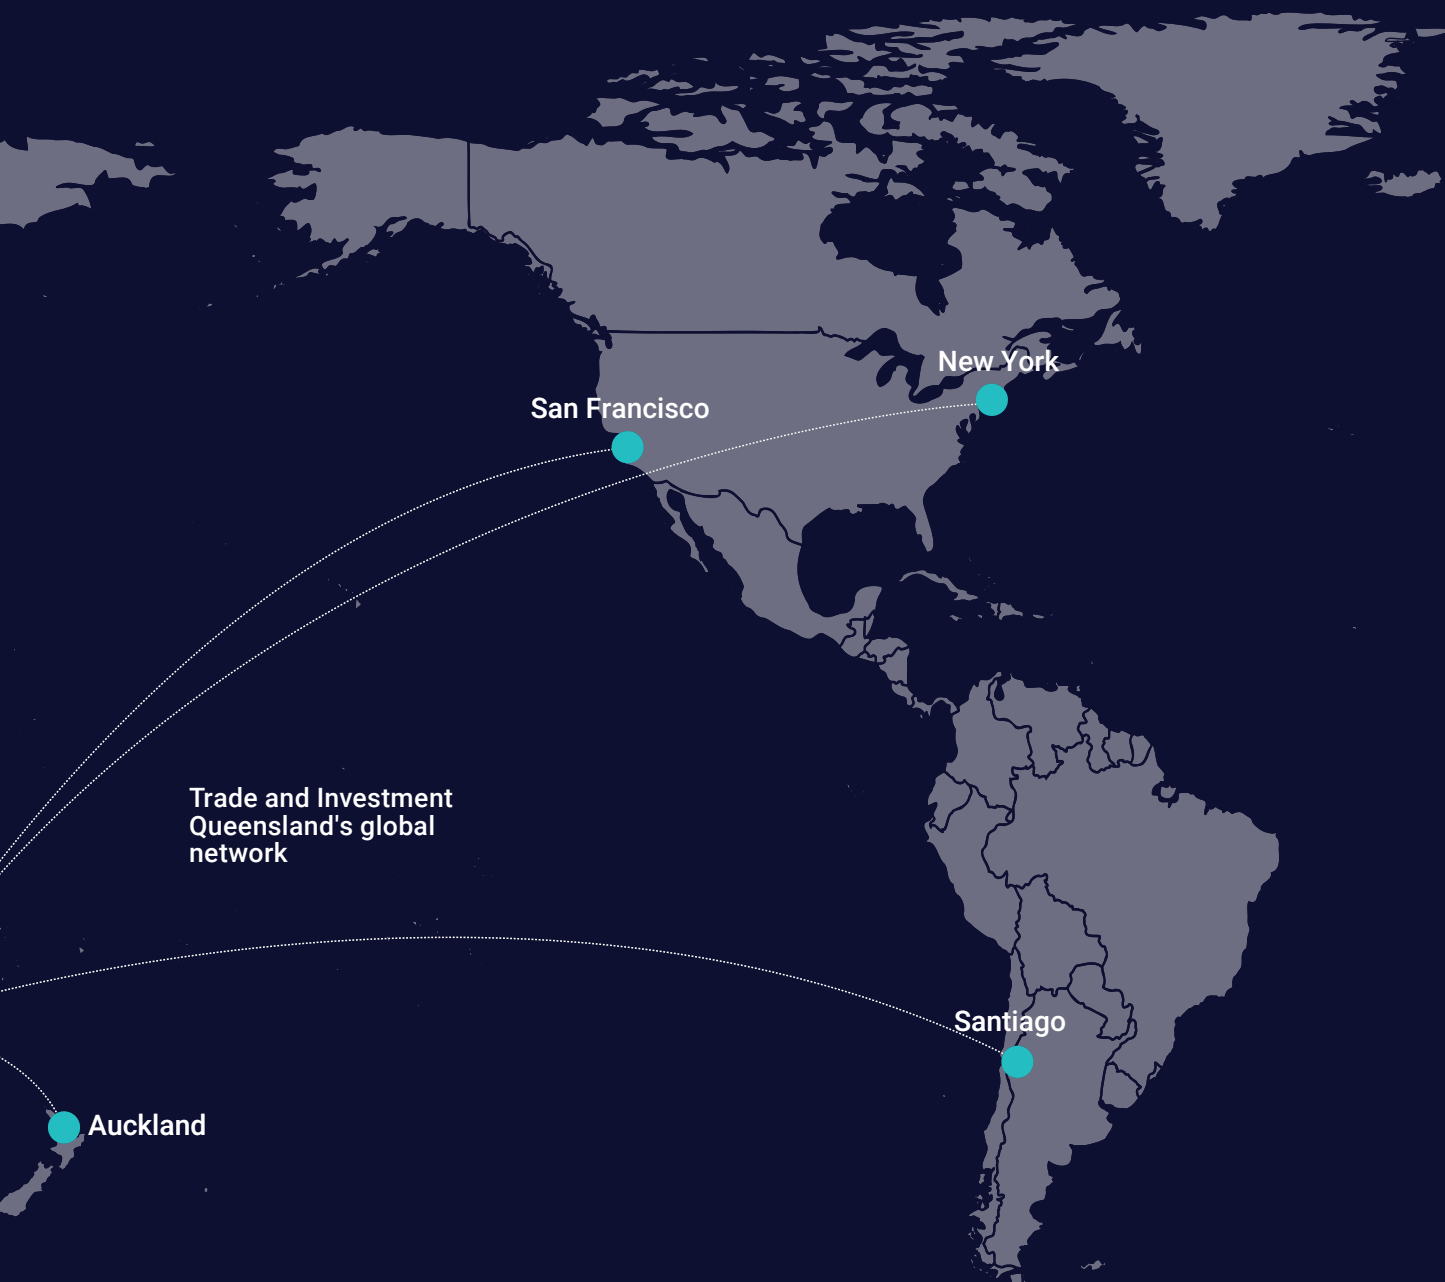 New York
San Francisco
Trade and Investment
Queensland's global
network
Santiago
Auckland